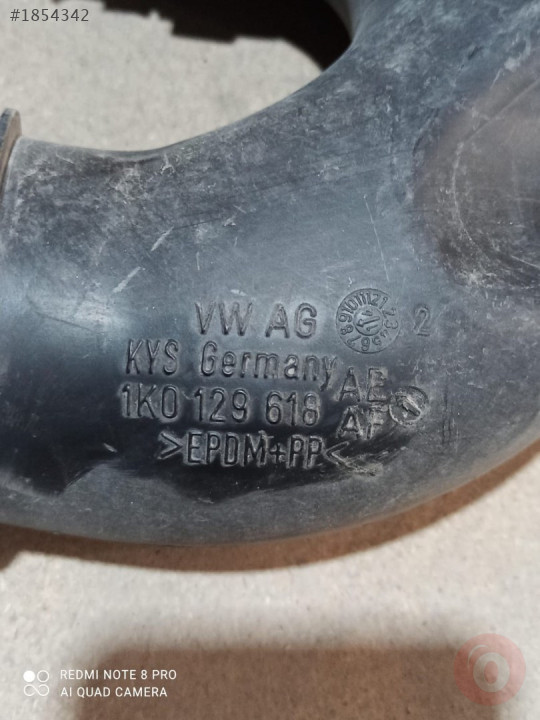 #1854342
VW AG 2
KYS Germany
1K0 129 618 AE
AF
>EPDM+PP<
REDMI NOTE 8 PRO
AI QUAD CAMERA